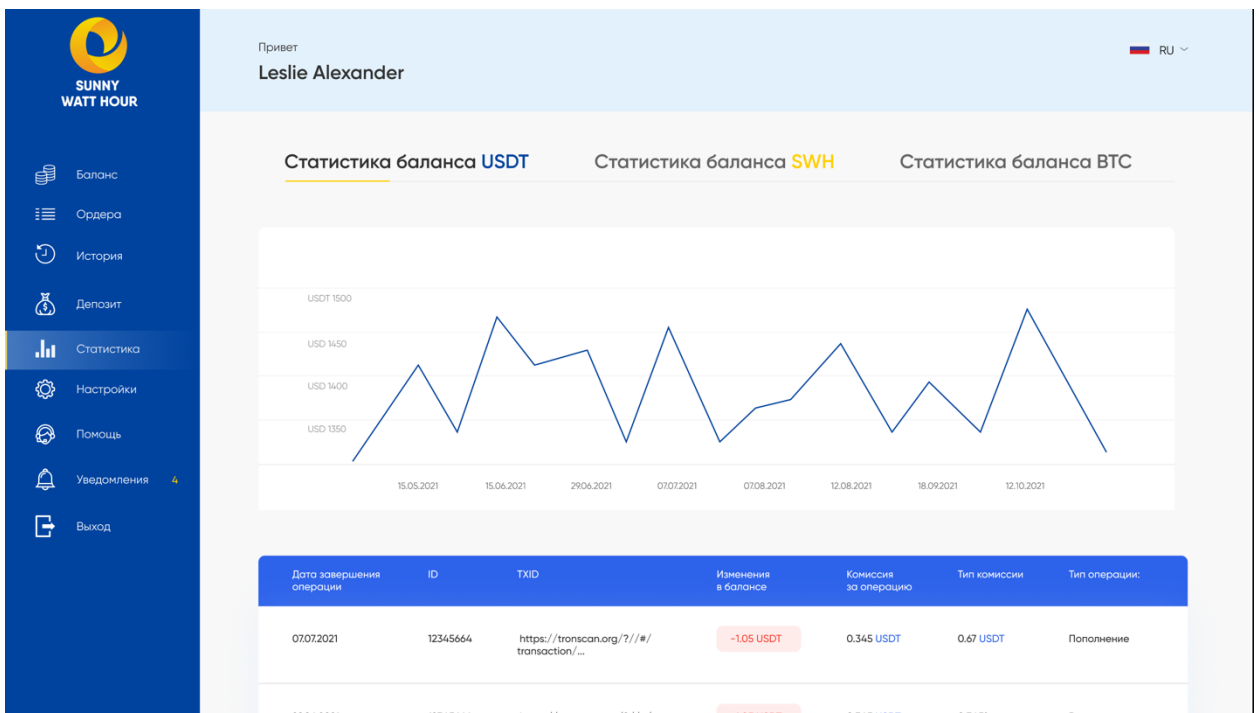 SUNNY
WATT HOUR
Привет
Leslie Alexander
RU
Баланс
Ордера
История
Депозит
Статистика
Настройки
Помощь
Уведомления 4
Выход
Статистика баланса USDT
Статистика баланса SWH
Статистика баланса BTC
USDT 1500
USD 1450
USD 1400
USD 1350
15.05.2021 15.06.2021 29.06.2021 07.07.2021 07.08.2021 12.08.2021 18.09.2021 12.10.2021
Дата завершения
операции
ID
TXID
Изменения
в балансе
Комиссия
за операцию
Тип комиссии
Тип операции:
07.07.2021
12345664
https://tronscan.org/?//#/
transaction/...
-1.05 USDT
0.345 USDT
0.67 USDT
Пополнение